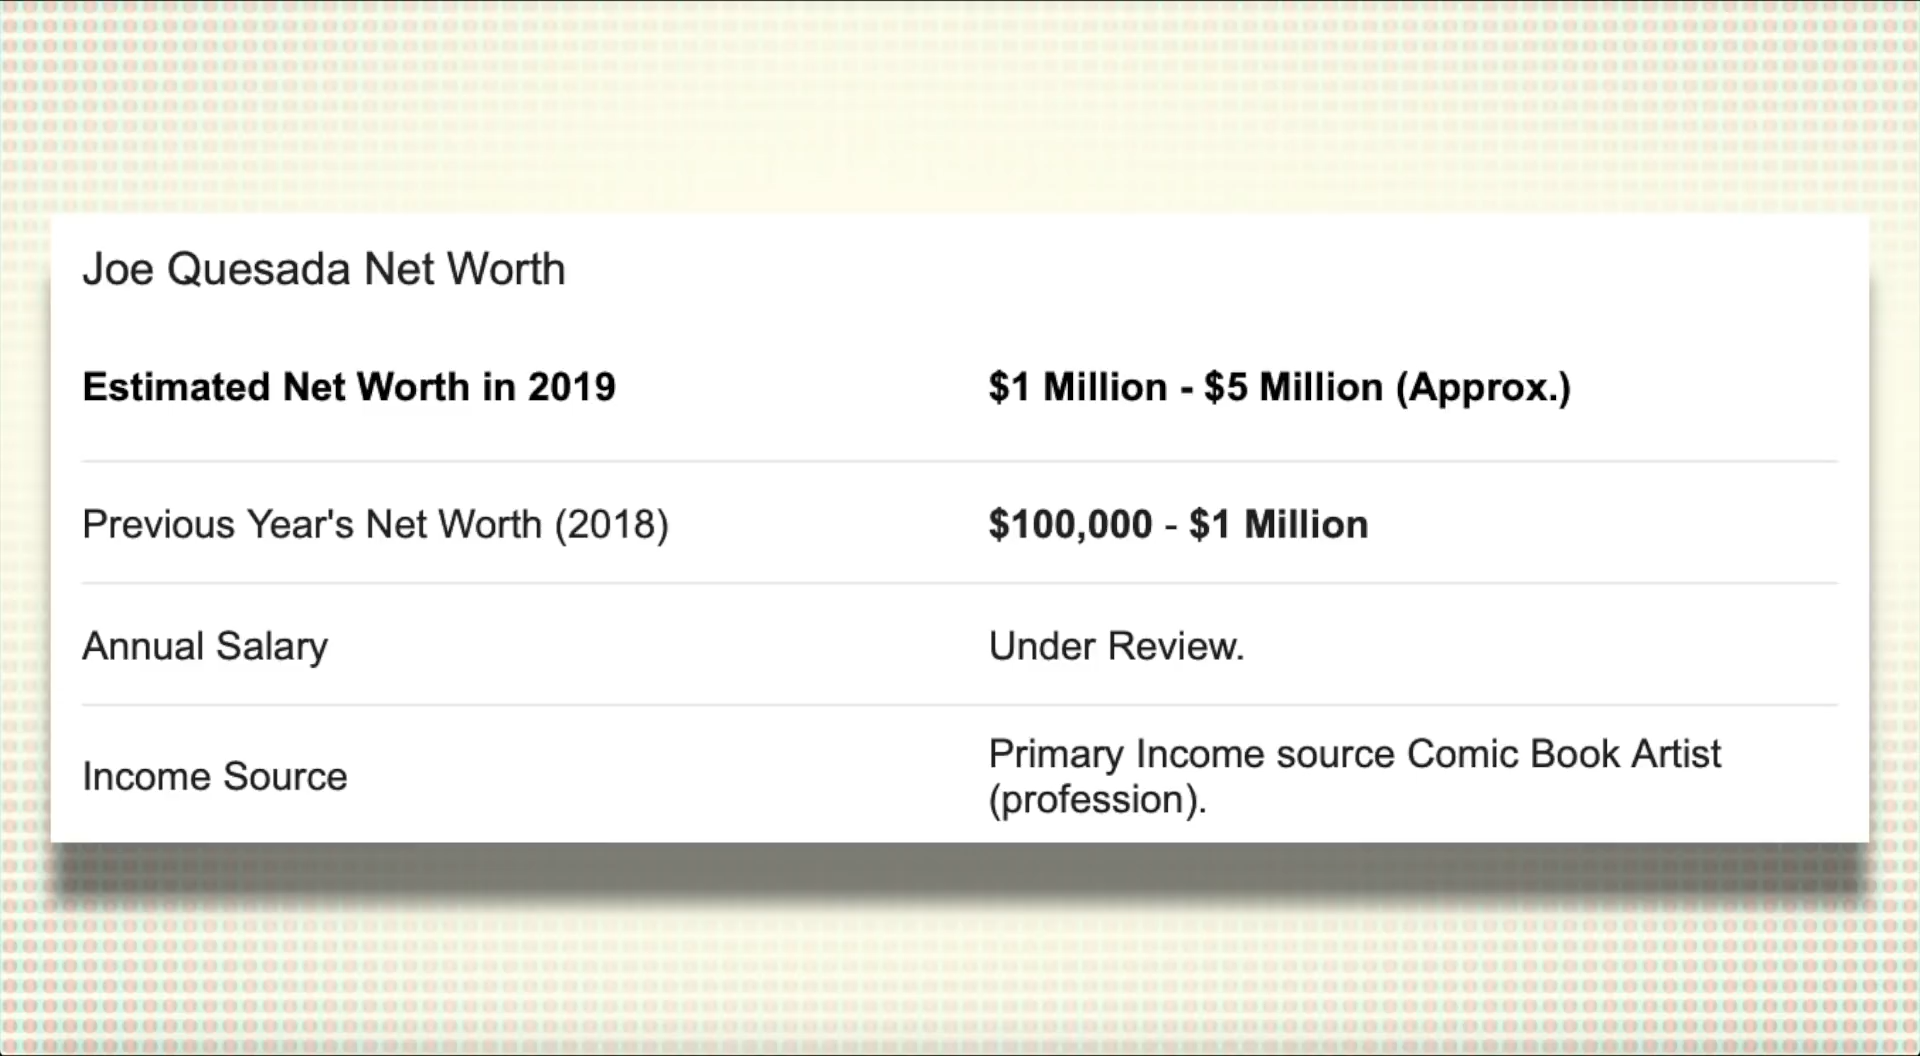 Joe Quesada Net Worth
Estimated Net Worth in 2019 $1 Million - $5 Million (Approx.)
Previous Year's Net Worth (2018) $100,000 - $1 Million
Annual Salary Under Review.
Income Source Primary Income source Comic Book Artist
(profession).